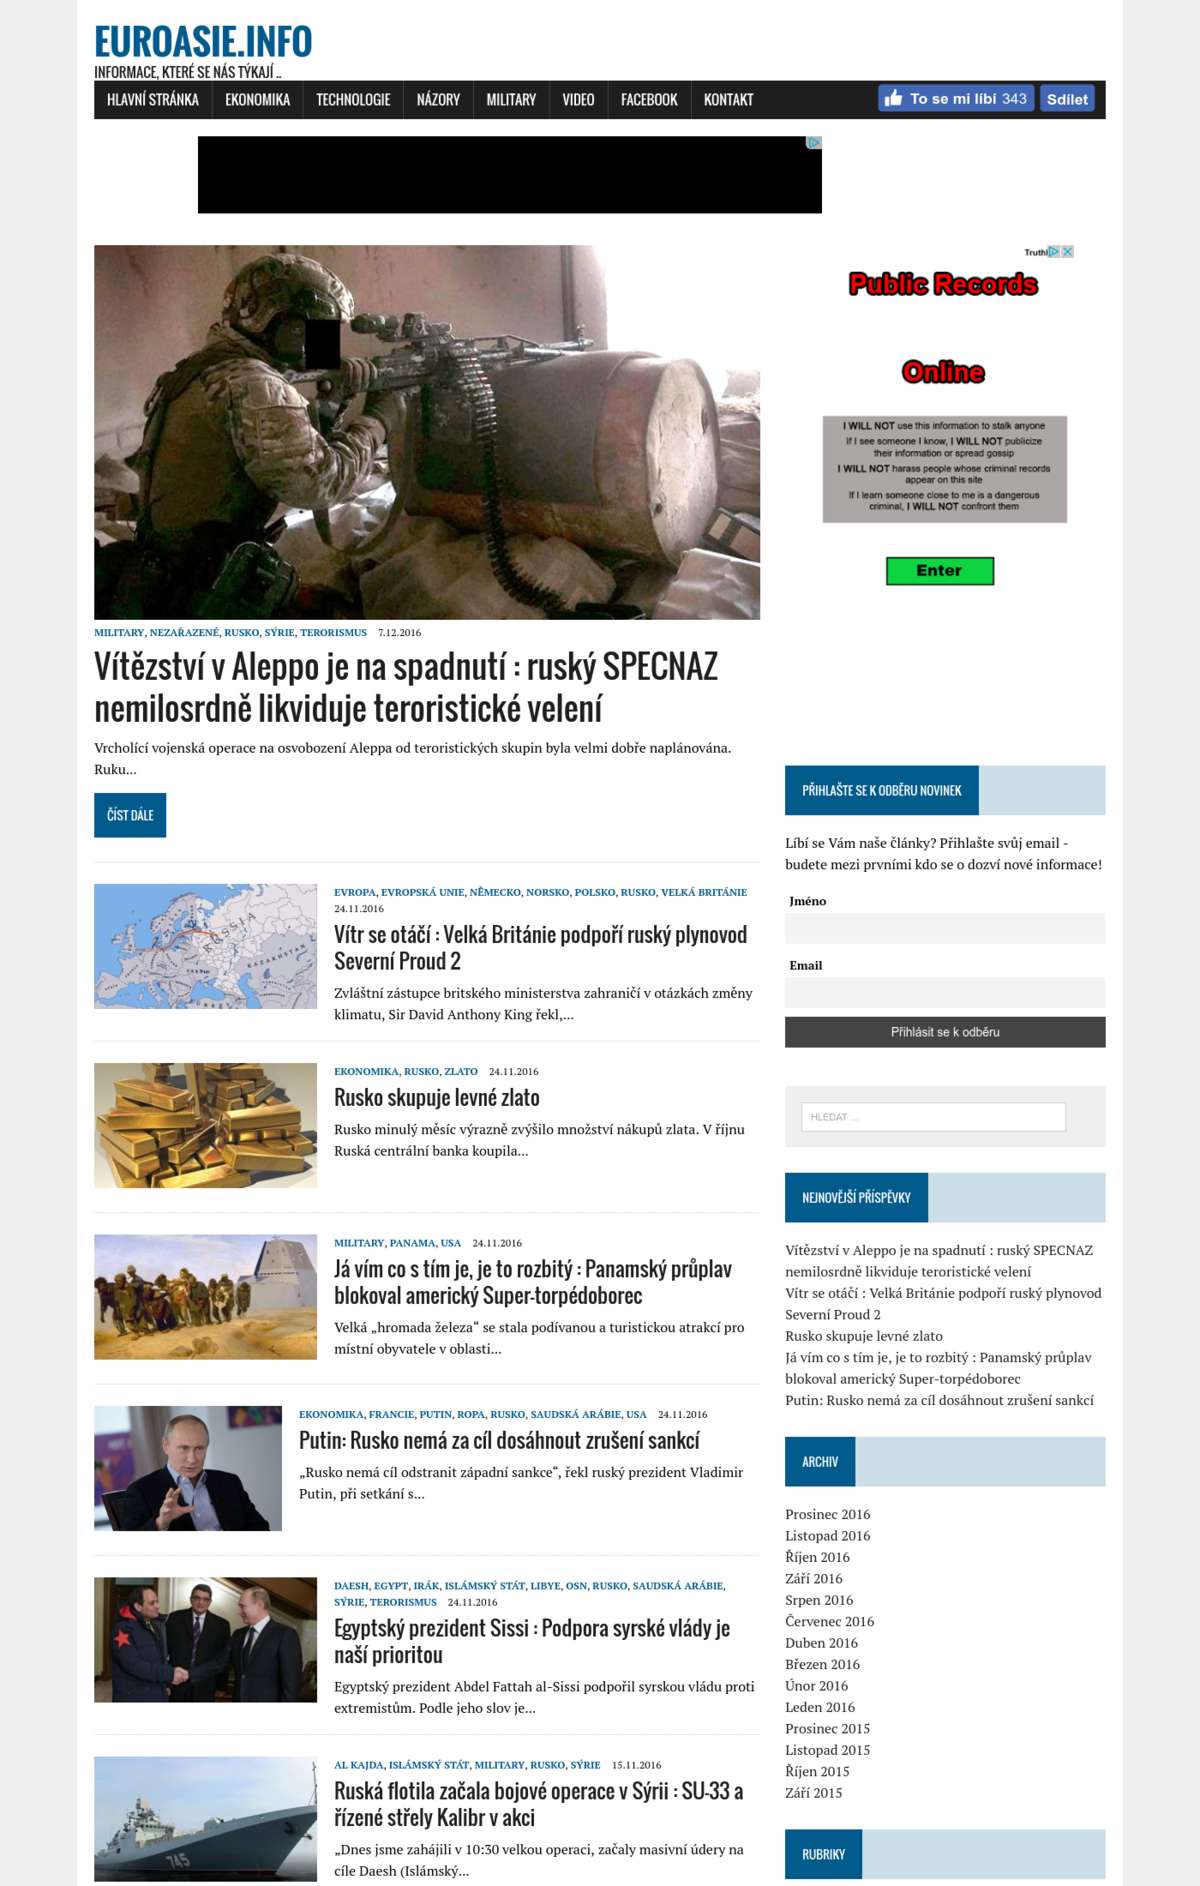 EUROASIE.INFO
INFORMACE, KTERÉ SE NÁS TÝKAJÍ ..
HLAVNÍ STRÁNKA EKONOMIKA TECHNOLOGIE NÁZORY MILITARY VIDEO FACEBOOK KONTAKT
To se mi líbí 343 Sdílet
MILITARY, NEZAŘAZENÉ, RUSKO, SÝRIE, TERORISMUS 7.12.2016
Vítězství v Aleppo je na spadnutí : ruský SPECNAZ
nemilosrdně likviduje teroristické velení
Vrcholící vojenská operace na osvobození Aleppa od teroristických skupin byla velmi dobře naplánována.
Ruku...
ČÍST DÁLE
EVROPA, EVROPSKÁ UNIE, NĚMECKO, NORSKO, POLSKO, RUSKO, VELKÁ BRITÁNIE
24.11.2016
Vítr se otáčí : Velká Británie podpoří ruský plynovod
Severní Proud 2
Zvláštní zástupce britského ministerstva zahraničí v otázkách změny
klimatu, Sir David Anthony King řekl,...
RUSSIA
KAZAKHSTAN
EKONOMIKA, RUSKO, ZLATO 24.11.2016
Rusko skupuje levné zlato
Rusko minulý měsíc výrazně zvýšilo množství nákupů zlata. V říjnu
Ruská centrální banka koupila...
MILITARY, PANAMA, USA 24.11.2016
Já vím co s tím je, je to rozbitý : Panamský průplav
blokoval americký Super-torpédoborec
Velká „hromada železa“ se stala podívanou a turistickou atrakcí pro
místní obyvatele v oblasti...
EKONOMIKA, FRANCIE, PUTIN, ROPA, RUSKO, SAUDSKÁ ARÁBIE, USA 24.11.2016
Putin: Rusko nemá za cíl dosáhnout zrušení sankcí
„Rusko nemá cíl odstranit západní sankce“, řekl ruský prezident Vladimir
Putin, při setkání s...
DAESH, EGYPT, IRÁK, ISLÁMSKÝ STÁT, LIBYE, OSN, RUSKO, SAUDSKÁ ARÁBIE,
SÝRIE, TERORISMUS 24.11.2016
Egyptský prezident Sissi : Podpora syrské vlády je
naší prioritou
Egyptský prezident Abdel Fattah al-Sissi podpořil syrskou vládu proti
extremistům. Podle jeho slov je...
AL KAJDA, ISLÁMSKÝ STÁT, MILITARY, RUSKO, SÝRIE 15.11.2016
Ruská flotila začala bojové operace v Sýrii : SU-33 a
řízené střely Kalibr v akci
„Dnes jsme zahájili v 10:30 velkou operaci, začaly masivní údery na
cíle Daesh (Islámský...
745
Truthl
Public Records
Online
I WILL NOT use this information to stalk anyone
If I see someone I know, I WILL NOT publicize
their information or spread gossip
I WILL NOT harass people whose criminal records
appear on this site
If I learn someone close to me is a dangerous
criminal, I WILL NOT confront them
Enter
PŘIHLAŠTE SE K ODBĚRU NOVINEK
Líbí se Vám naše články? Přihlašte svůj email -
budete mezi prvními kdo se o dozví nové informace!
Jméno
Email
Přihlásit se k odběru
HLEDAT ...
NEJNOVĚJŠÍ PŘÍSPĚVKY
Vítězství v Aleppo je na spadnutí : ruský SPECNAZ
nemilosrdně likviduje teroristické velení
Vítr se otáčí : Velká Británie podpoří ruský plynovod
Severní Proud 2
Rusko skupuje levné zlato
Já vím co s tím je, je to rozbitý : Panamský průplav
blokoval americký Super-torpédoborec
Putin: Rusko nemá za cíl dosáhnout zrušení sankcí
ARCHIV
Prosinec 2016
Listopad 2016
Říjen 2016
Září 2016
Srpen 2016
Červenec 2016
Duben 2016
Březen 2016
Únor 2016
Leden 2016
Prosinec 2015
Listopad 2015
Říjen 2015
Září 2015
RUBRIKY